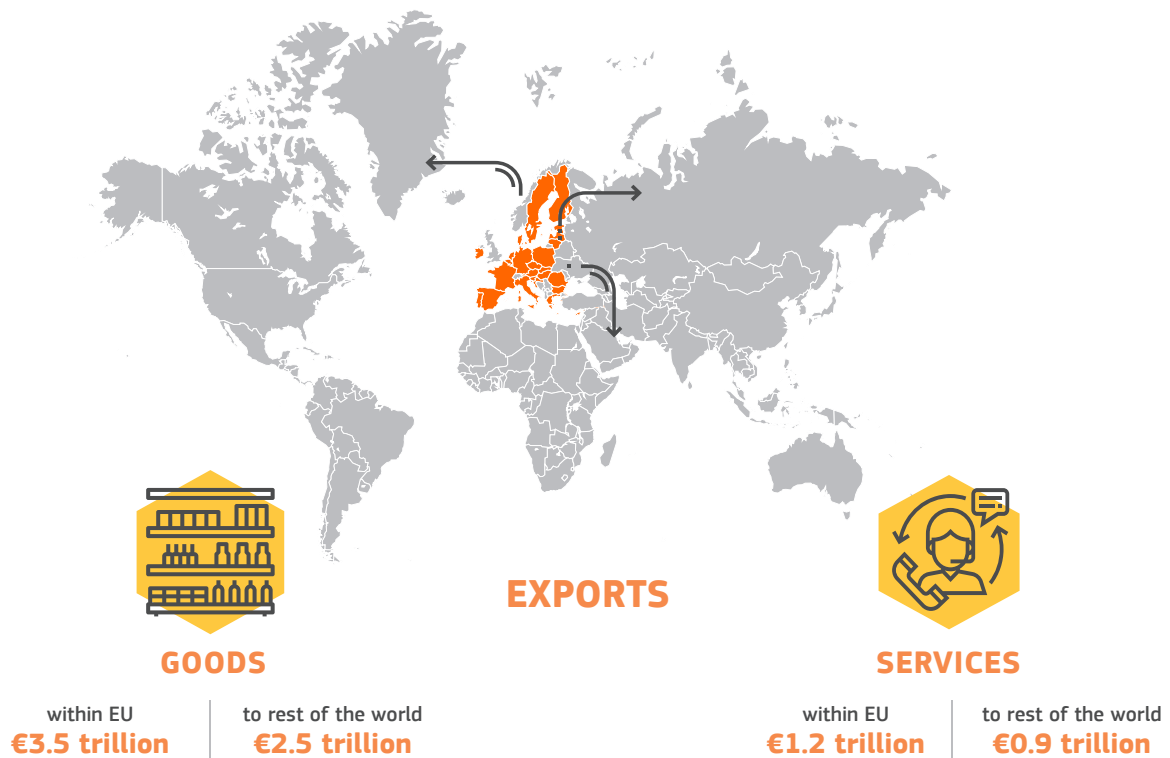 EXPORTS
GOODS
within EU
€3.5 trillion
to rest of the world
€2.5 trillion
SERVICES
within EU
€1.2 trillion
to rest of the world
€0.9 trillion